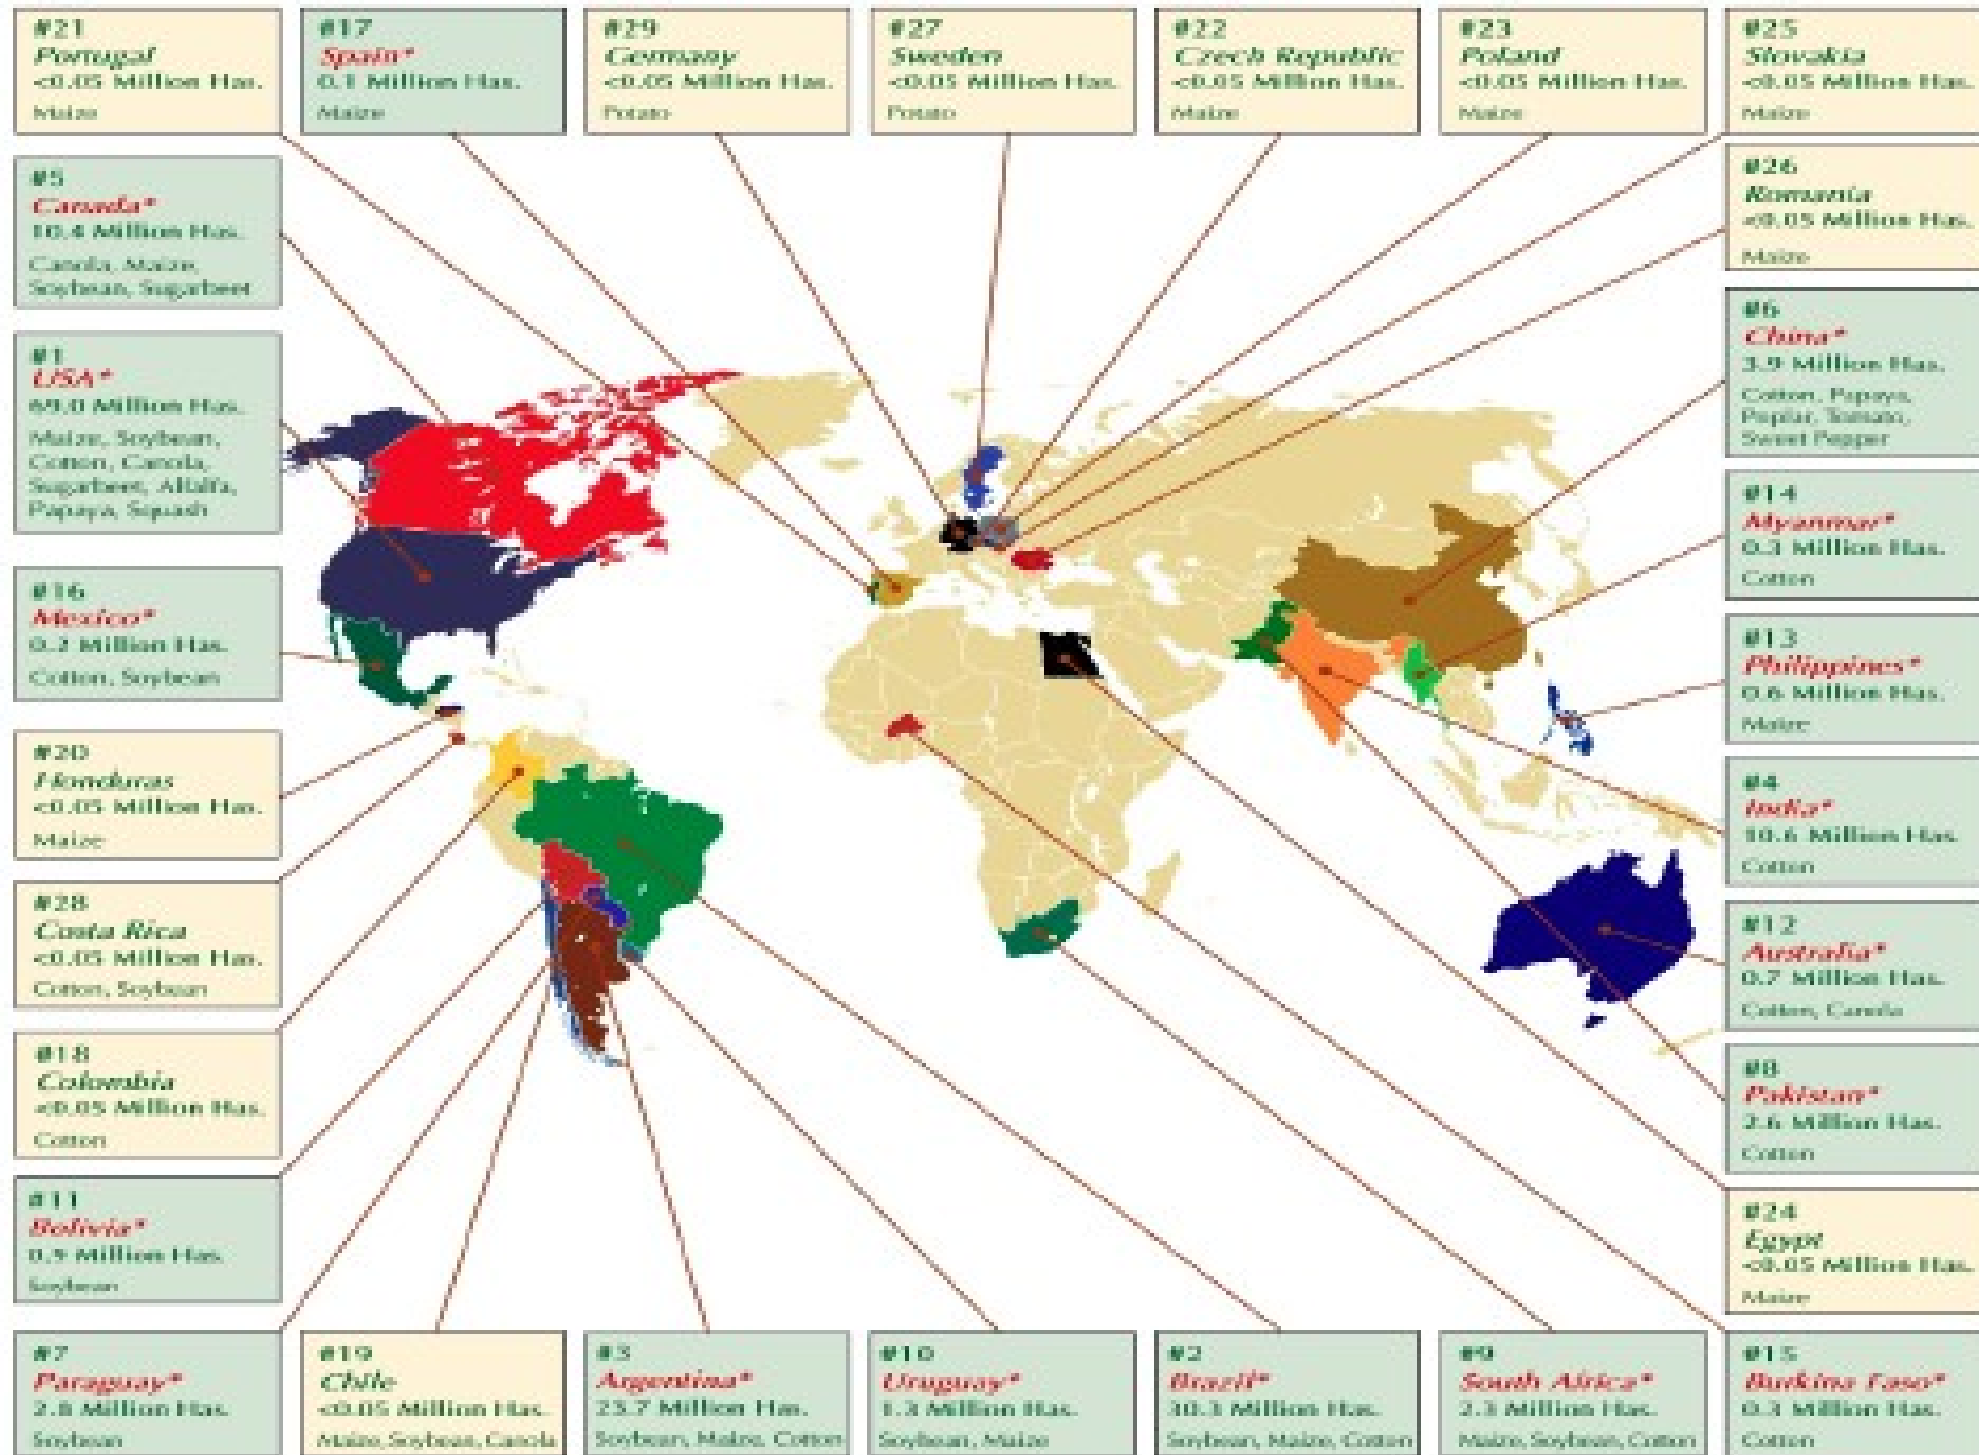 #21
Portugal
<0.05 Million Has.
Maize
#17
Spain*
0.1 Million Has.
Maize
#29
Germany
<0.05 Million Has.
Potato
#27
Sweden
<0.05 Million Has.
Potato
#22
Czech Republic
<0.05 Million Has.
Maize
#23
Poland
<0.05 Million Has.
Maize
#25
Slovakia
<0.05 Million Has.
Maize
#5
Canada*
10.4 Million Has.
Canola, Maize,
Soybean, Sugarbeet
#1
USA*
69.0 Million Has.
Maize, Soybean,
Cotton, Canola,
Sugarbeet, Alfalfa,
Papaya, Squash
#16
Mexico*
0.2 Million Has.
Cotton, Soybean
#20
Honduras
<0.05 Million Has.
Maize
#28
Costa Rica
<0.05 Million Has.
Cotton, Soybean
#18
Colombia
<0.05 Million Has.
Cotton
#11
Bolivia*
0.9 Million Has.
Soybean
#26
Romania
<0.05 Million Has.
Maize
#6
China*
3.9 Million Has.
Cotton, Papaya,
Poplar, Tomato,
Sweet Pepper
#14
Myanmar*
0.3 Million Has.
Cotton
#13
Philippines*
0.6 Million Has.
Maize
#4
India*
10.6 Million Has.
Cotton
#12
Australia*
0.7 Million Has.
Cotton, Canola
#8
Pakistan*
2.6 Million Has.
Cotton
#24
Egypt
<0.05 Million Has.
Maize
#7
Paraguay*
2.8 Million Has.
Soybean
#19
Chile
<0.05 Million Has.
Maize, Soybean, Canola
#3
Argentina*
23.7 Million Has.
Soybean, Maize, Cotton
#10
Uruguay*
1.3 Million Has.
Soybean, Maize
#2
Brazil*
30.3 Million Has.
Soybean, Maize, Cotton
#9
South Africa*
2.3 Million Has.
Maize, Soybean, Cotton
#15
Burkina Faso*
0.3 Million Has.
Cotton